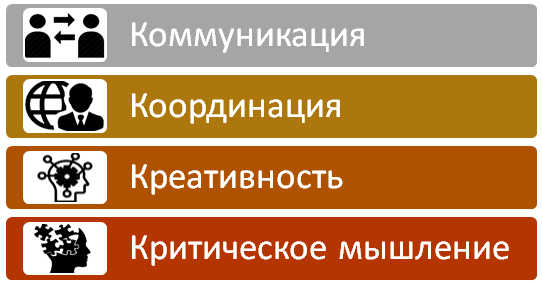 Коммуникация
Координация
Креативность
Критическое мышление